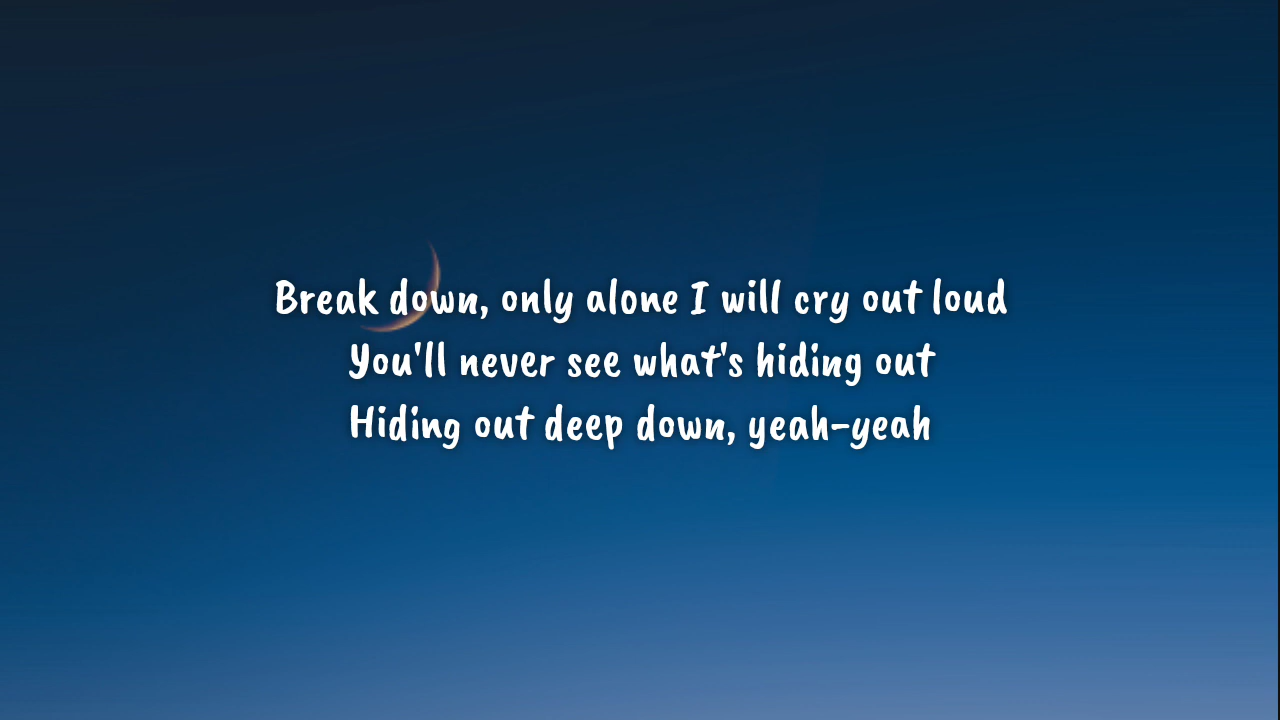 Break down, only alone I will cry out loud
You'll never see what's hiding out
Hiding out deep down, yeah-yeah